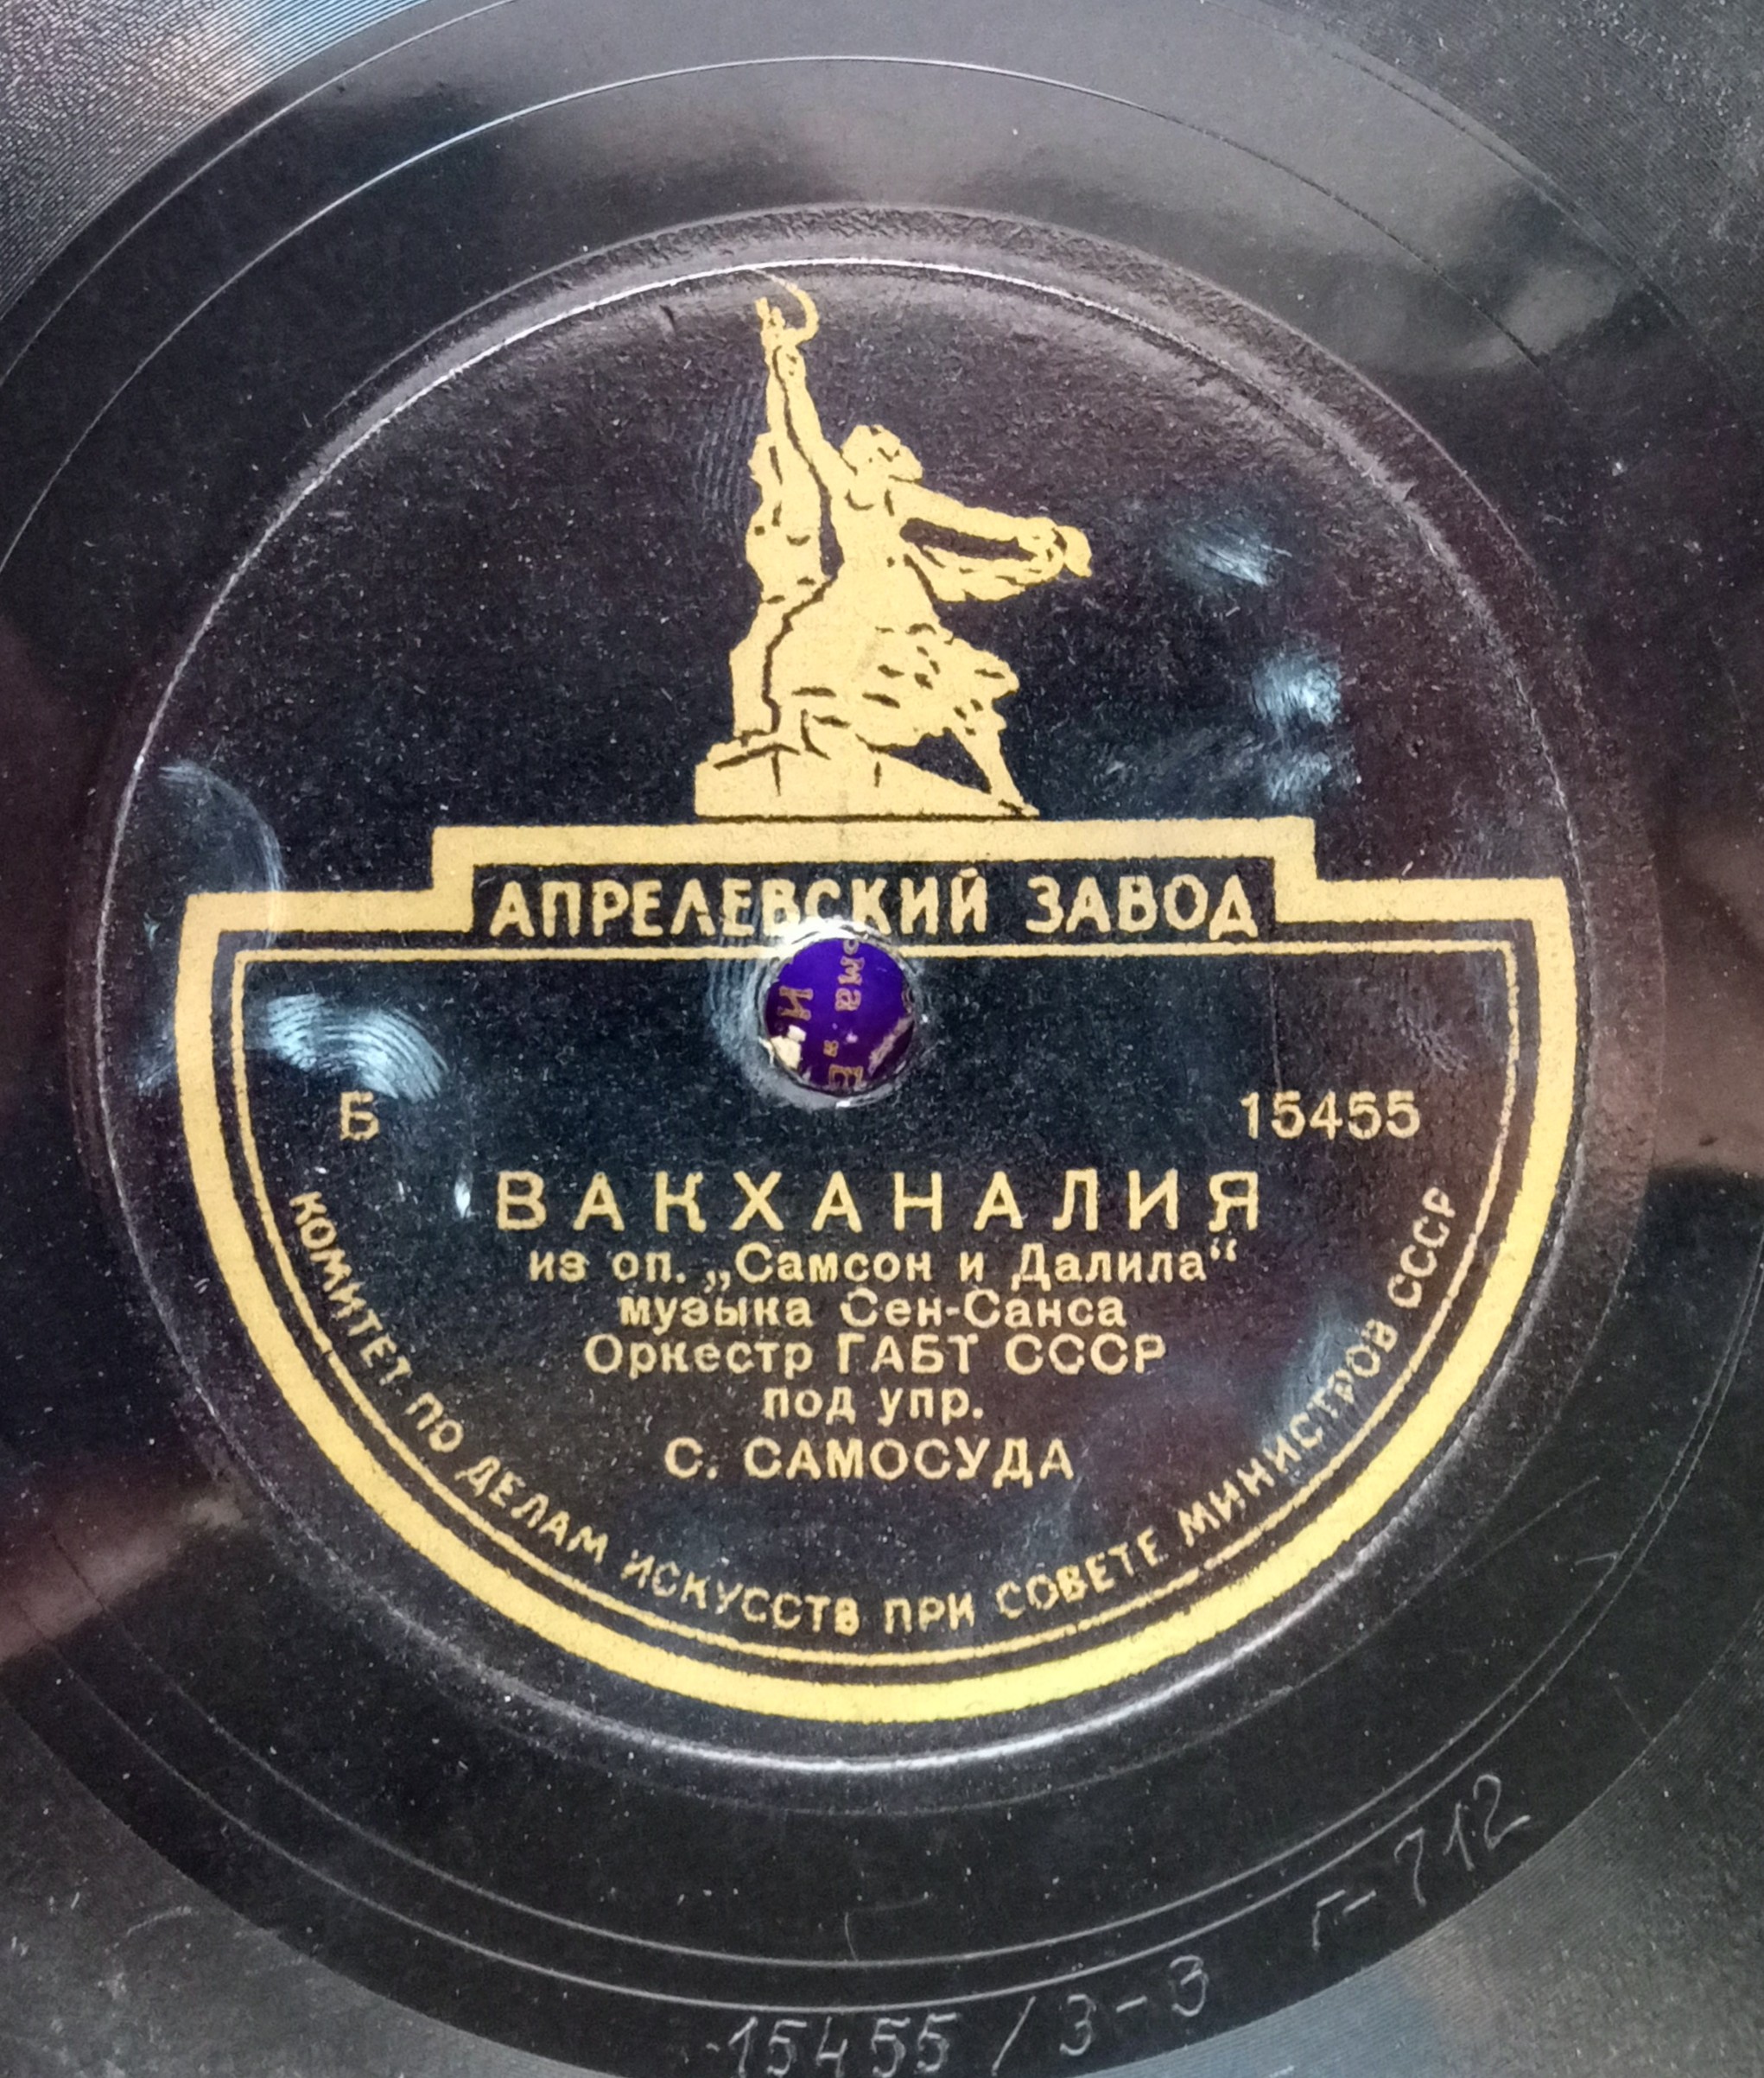 АПРЕЛЕВСКИЙ ЗАВОД
Б 15455
ВАКХАНАЛИЯ
из оп. „Самсон и Далила“
музыка Сен-Санса
Оркестр ГАБТ СССР
под упр.
С. САМОСУДА
КОМИТЕТ ПО ДЕЛАМ ИСКУССТВ ПРИ СОВЕТЕ МИНИСТРОВ СССР
15455 / 3-3 Г-712